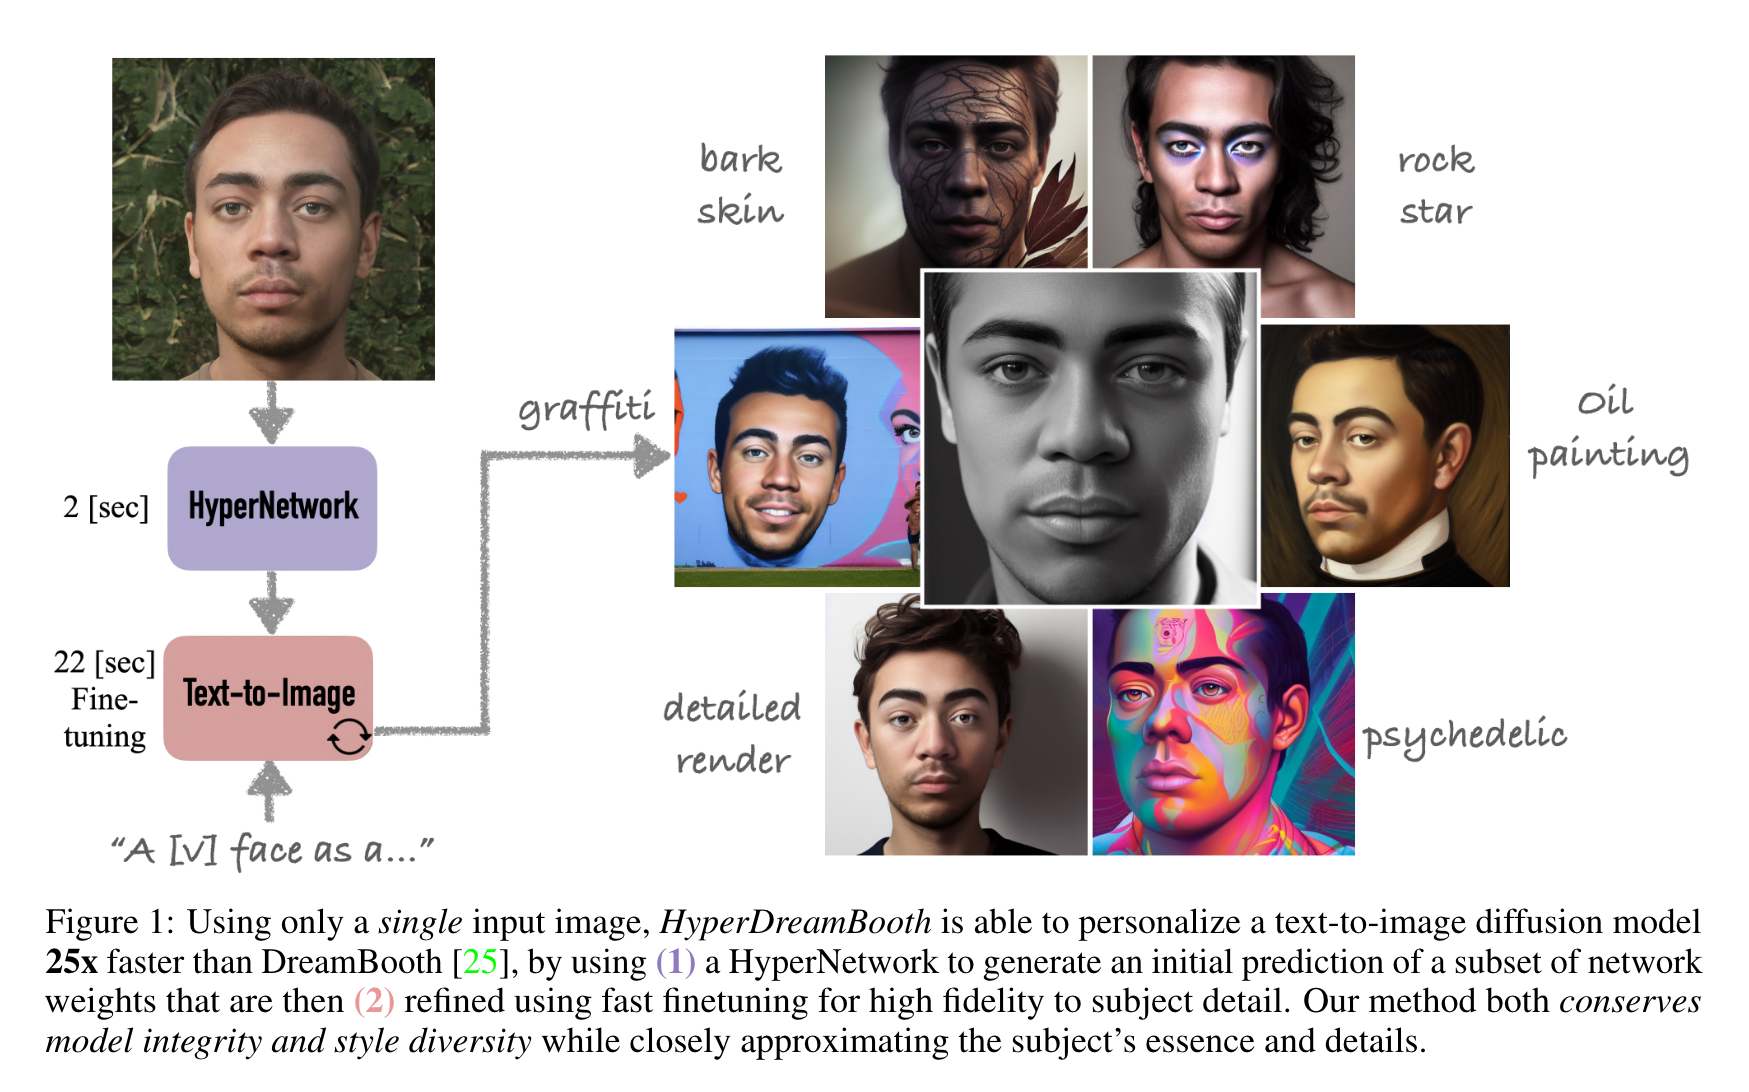 bark
skin
rock
star
graffiti
Oil
painting
2 [sec]
HyperNetwork
22 [sec]
Fine-
tuning
Text-to-Image
detailed
render
psychedelic
“A [v] face as a...”
Figure 1: Using only a single input image, HyperDreamBooth is able to personalize a text-to-image diffusion model
25x faster than DreamBooth [25], by using (1) a HyperNetwork to generate an initial prediction of a subset of network
weights that are then (2) refined using fast finetuning for high fidelity to subject detail. Our method both conserves
model integrity and style diversity while closely approximating the subject’s essence and details.